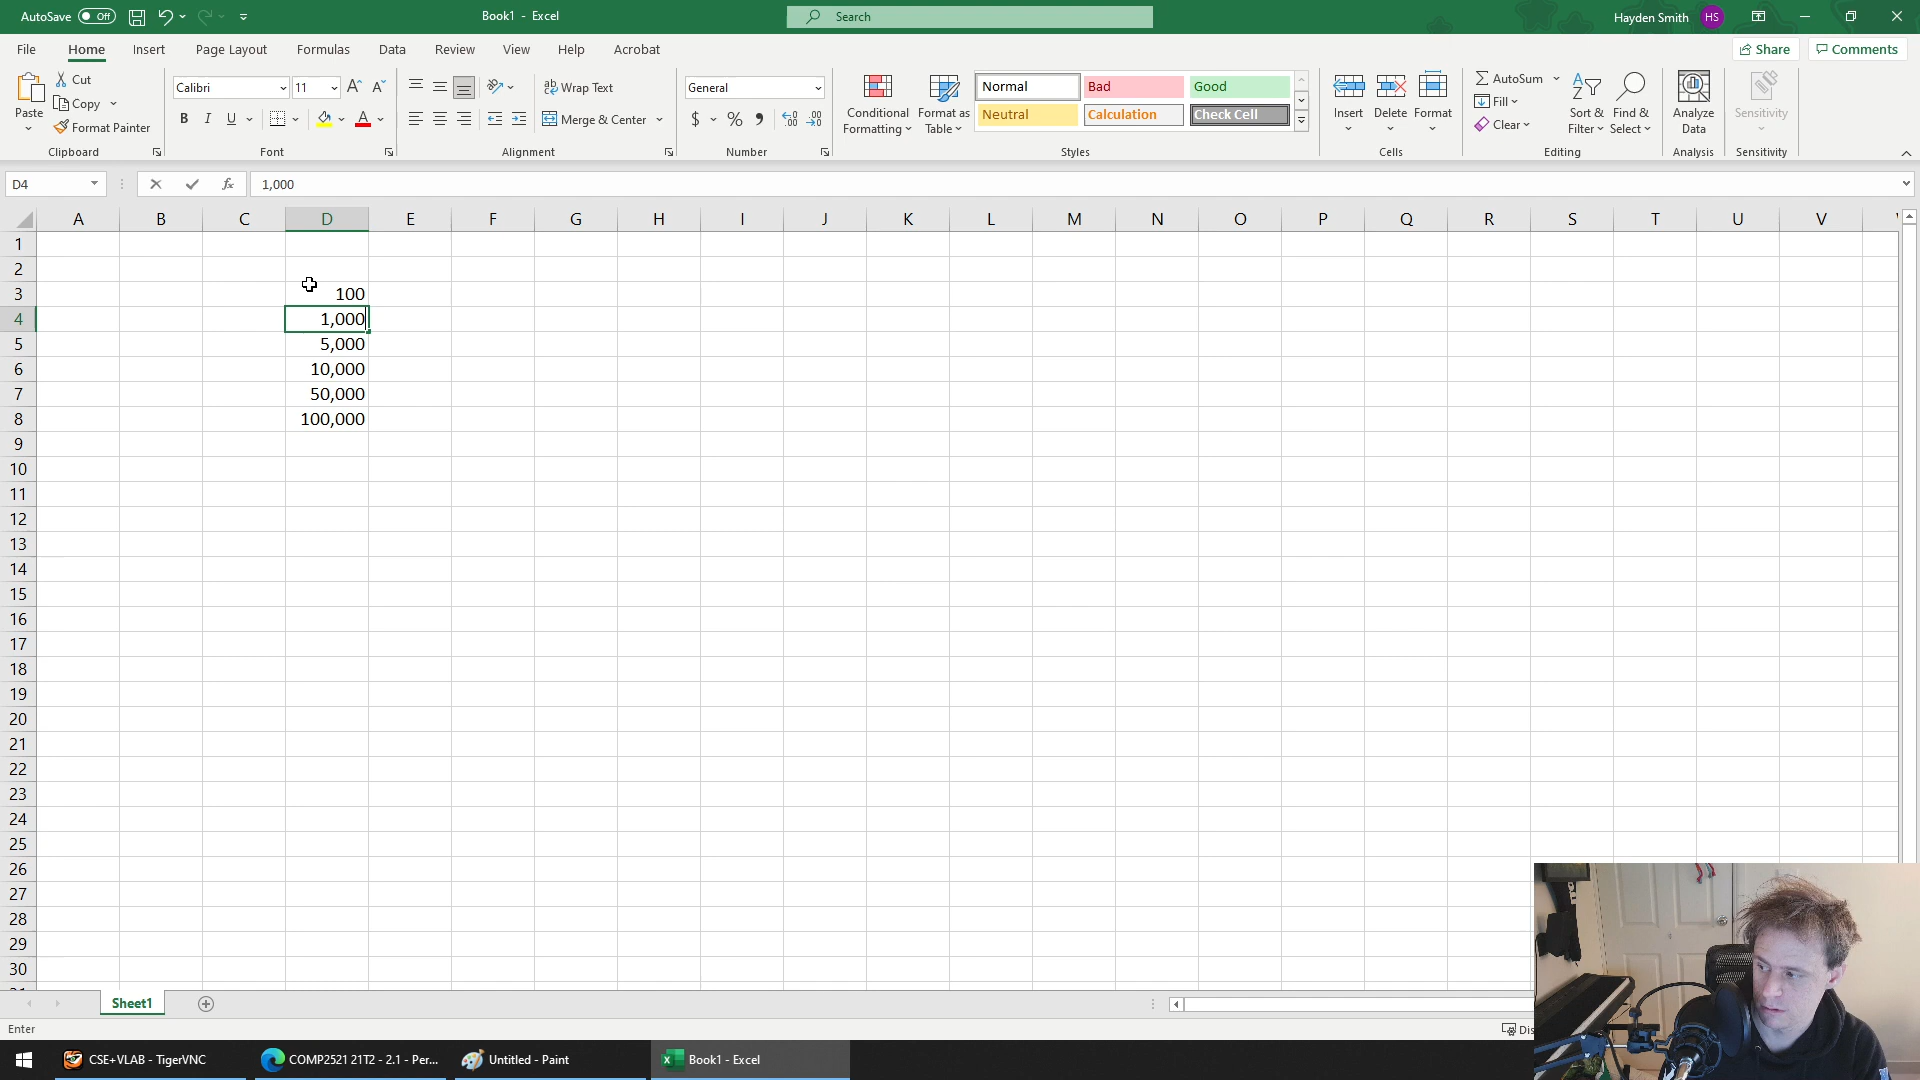 AutoSave Off Book1 - Excel Search Hayden Smith HS
File Home Insert Page Layout Formulas Data Review View Help Acrobat Share Comments
Paste Cut Copy Format Painter Clipboard
Calibri 11 A^ A˅ B I U A Font
Wrap Text Merge & Center Alignment
General $ % , Number
Conditional Formatting Format as Table Normal Bad Good Neutral Calculation Check Cell Styles
Insert Delete Format Cells
AutoSum Fill Clear Sort & Filter Find & Select Editing
Analyze Data Analysis
Sensitivity Sensitivity
D4 fx 1,000
A B C D E F G H I J K L M N O P Q R S T U V
1
2
3 100
4 1,000
5 5,000
6 10,000
7 50,000
8 100,000
9
10
11
12
13
14
15
16
17
18
19
20
21
22
23
24
25
26
27
28
29
30
Sheet1
Enter
CSE+VLAB - TigerVNC COMP2521 21T2 - 2.1 - Per... Untitled - Paint Book1 - Excel